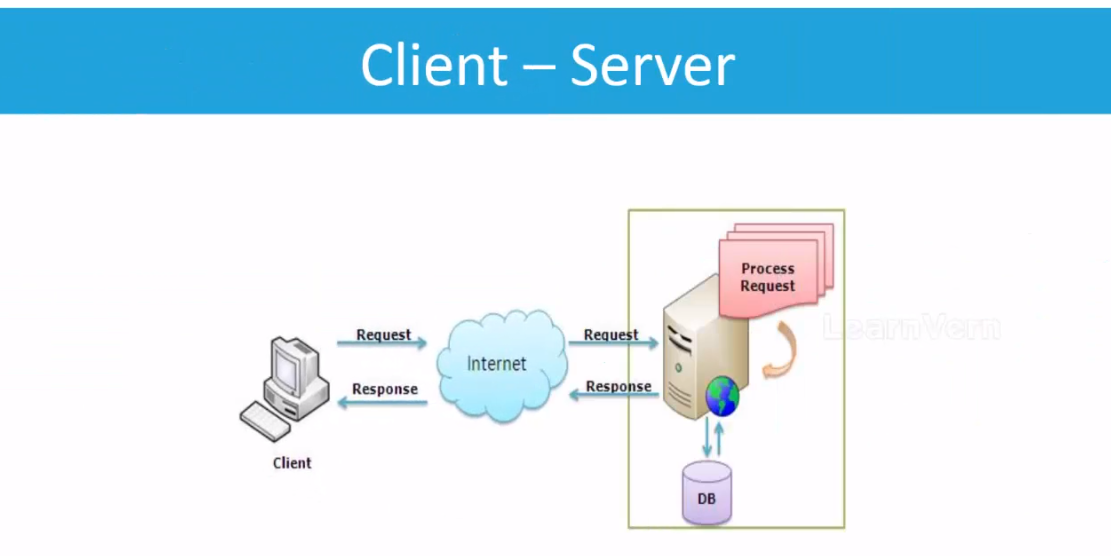 Client – Server
Process
Request
LearnVern
Request
Request
Internet
Response
Response
Client
DB